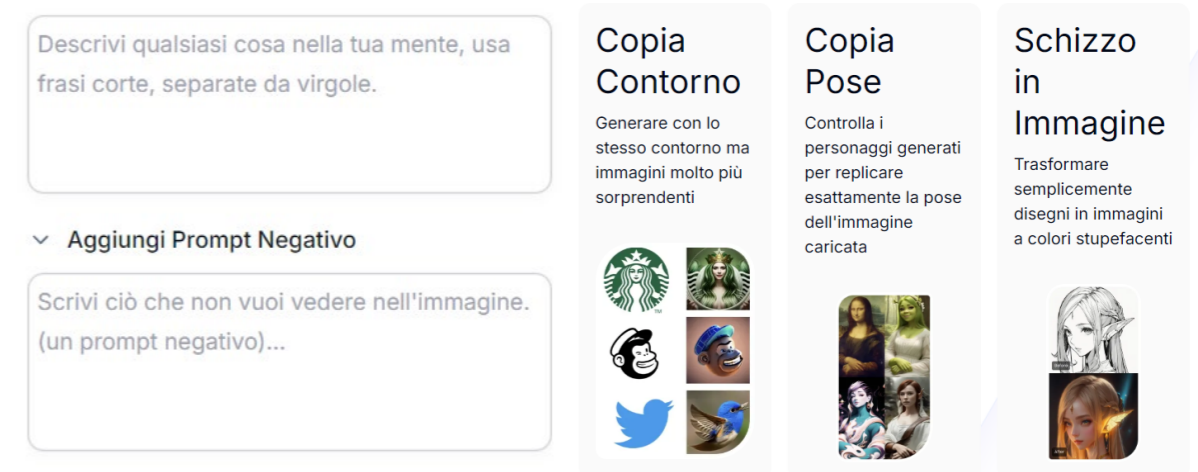 Descrivi qualsiasi cosa nella tua mente, usa
frasi corte, separate da virgole.
Aggiungi Prompt Negativo
Scrivi ciò che non vuoi vedere nell'immagine.
(un prompt negativo)...
Copia
Contorno
Generare con lo
stesso contorno ma
immagini molto più
sorprendenti
TM
Copia
Pose
Controlla i
personaggi generati
per replicare
esattamente la pose
dell'immagine
caricata
Schizzo
in
Immagine
Trasformare
semplicemente
disegni in immagini
a colori stupefacenti